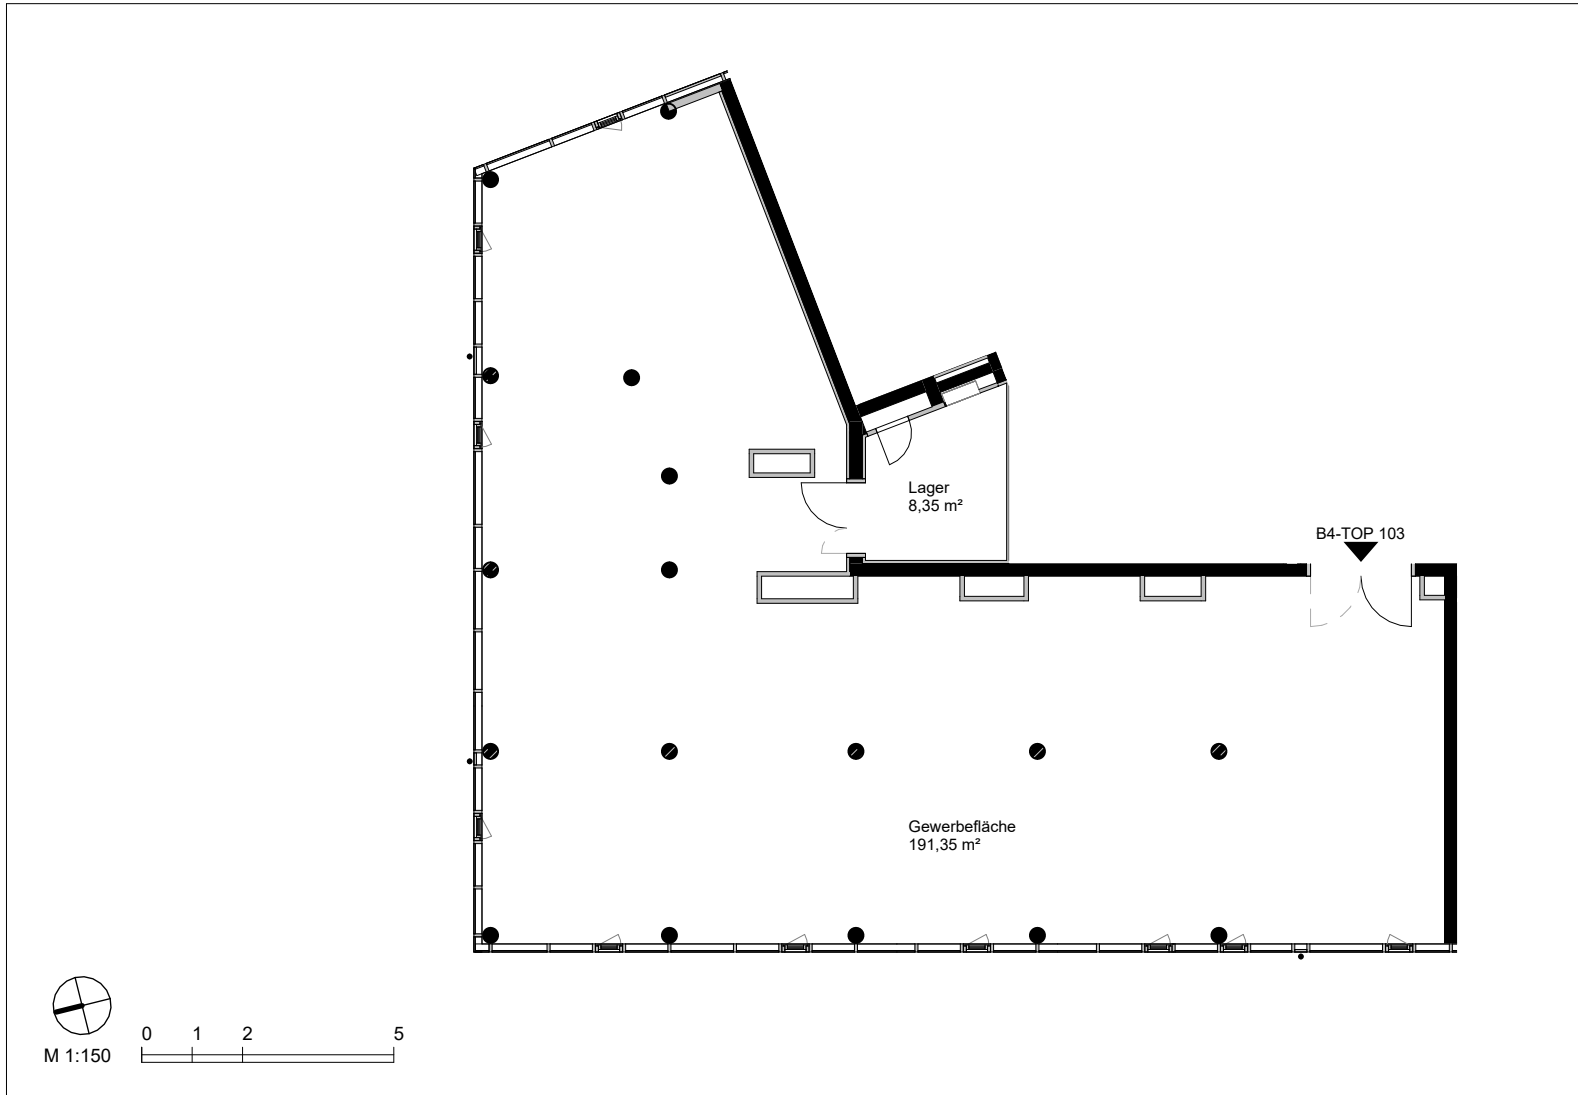 Lager
8,35 m²
B4-TOP 103
Gewerbefläche
191,35 m²
0 1 2 5
M 1:150